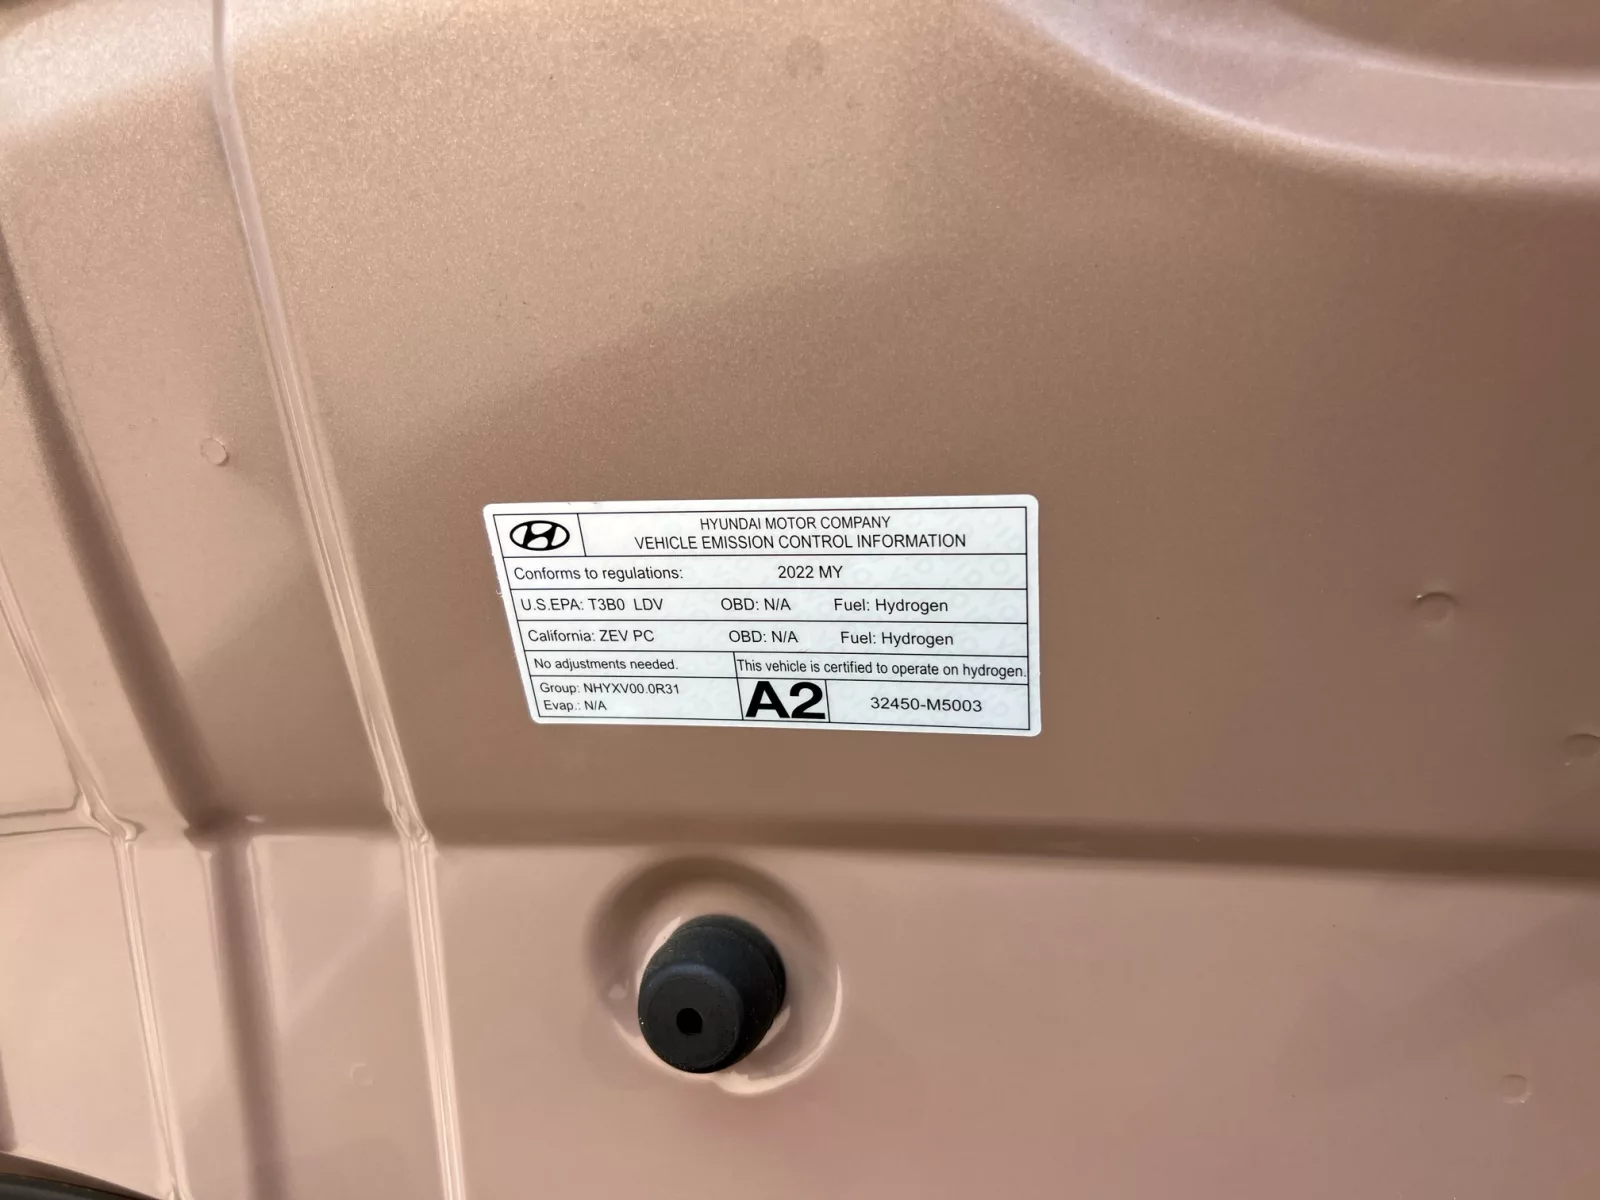 HYUNDAI MOTOR COMPANY
VEHICLE EMISSION CONTROL INFORMATION
Conforms to regulations: 2022 MY
U.S.EPA: T3B0 LDV OBD: N/A Fuel: Hydrogen
California: ZEV PC OBD: N/A Fuel: Hydrogen
No adjustments needed. This vehicle is certified to operate on hydrogen.
Group: NHYXV00.0R31
Evap.: N/A
A2 32450-M5003